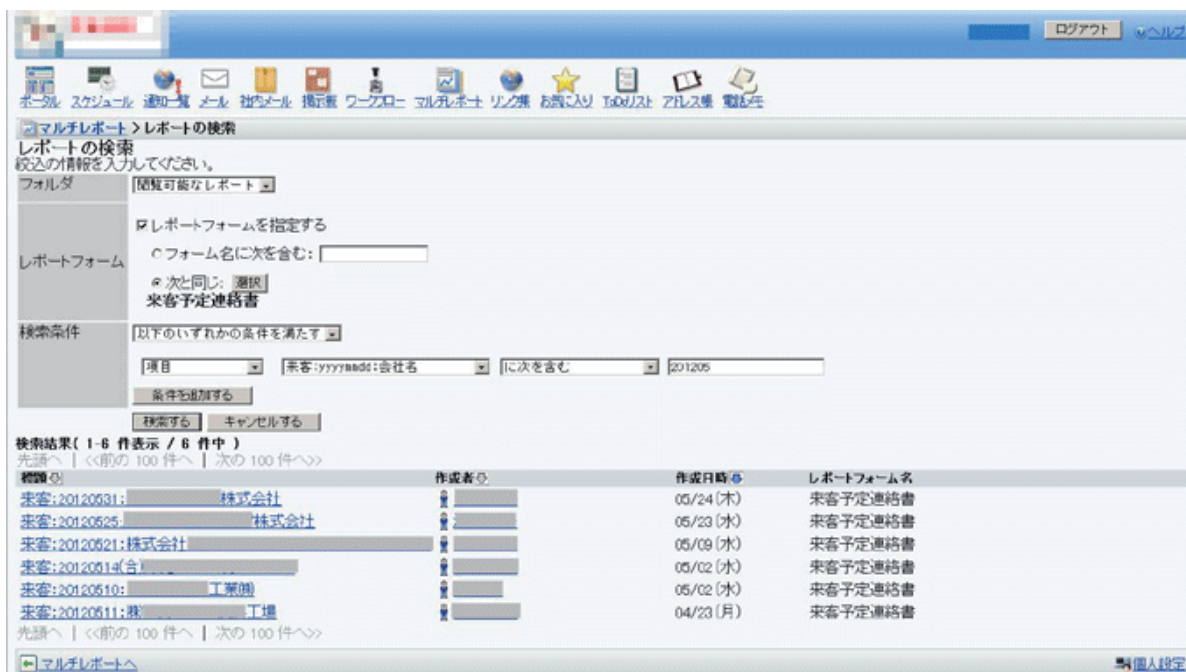 ログアウト ヘルプ
ポータル スケジュール 通知一覧 メール 社内メール 掲示板 ワークフロー マルチレポート リンク集 お気に入り ToDoリスト アドレス帳 電話メモ
マルチレポート > レポートの検索
レポートの検索
絞込の情報を入力してください。
フォルダ 閲覧可能なレポート
レポートフォームを指定する
フォーム名に次を含む:
レポートフォーム
次と同じ: 選択
来客予定連絡書
検索条件 以下のいずれかの条件を満たす
項目 来客:yyyymmdd:会社名 に次を含む 201205
条件を追加する
検索する キャンセルする
検索結果( 1-6 件表示 / 6 件中 )
先頭へ | <<前の 100 件へ | 次の 100 件へ>>
標題 作成者 作成日時 レポートフォーム名
来客:20120531: 株式会社 05/24(木) 来客予定連絡書
来客:20120525: 株式会社 05/23(水) 来客予定連絡書
来客:20120521:株式会社 05/09(水) 来客予定連絡書
来客:20120514(合) 05/02(水) 来客予定連絡書
来客:20120510: 工業㈱ 05/02(水) 来客予定連絡書
来客:20120511:㈱ 工場 04/23(月) 来客予定連絡書
先頭へ | <<前の 100 件へ | 次の 100 件へ>>
マルチレポートへ 個人設定